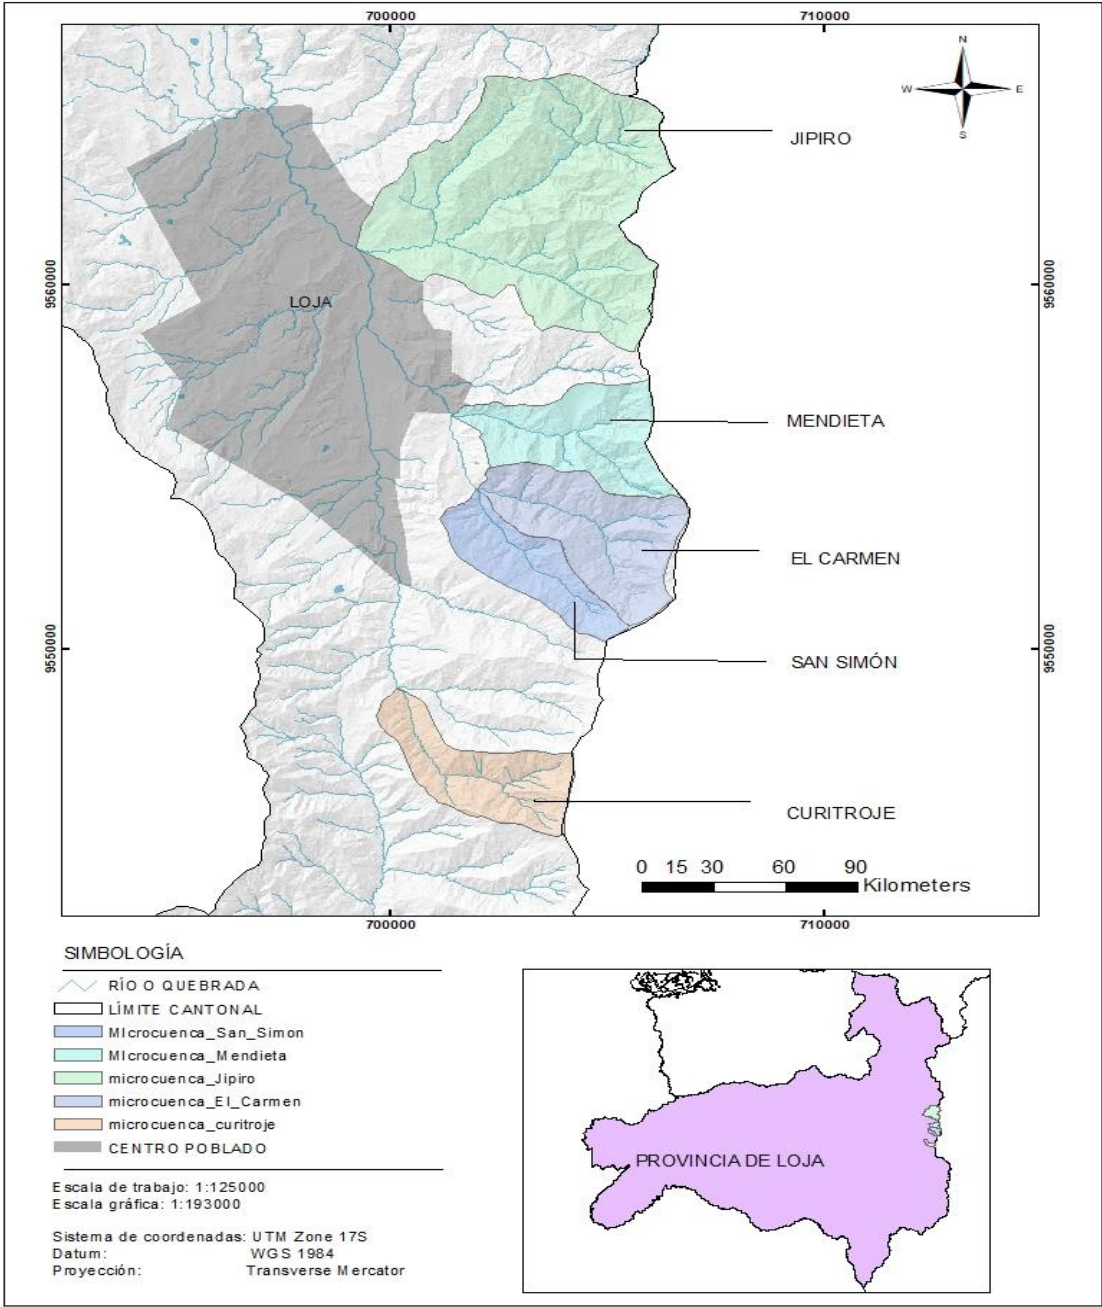 700000
710000
N
W
E
S
JIPIRO
9560000
9560000
LOJA
MENDIETA
EL CARMEN
9550000
9550000
SAN SIMÓN
CURITROJE
0 15 30 60 90
Kilometers
700000
710000
SIMBOLOGÍA
RÍO O QUEBRADA
LÍMITE CANTONAL
MIcrocuenca_San_Simon
MIcrocuenca_Mendieta
microcuenca_Jipiro
microcuenca_El_Carmen
microcuenca_curitroje
CENTRO POBLADO
PROVINCIA DE LOJA
Escala de trabajo: 1:125000
Escala gráfica: 1:193000
Sistema de coordenadas: UTM Zone 17S
Datum: WGS 1984
Proyección: Transverse Mercator